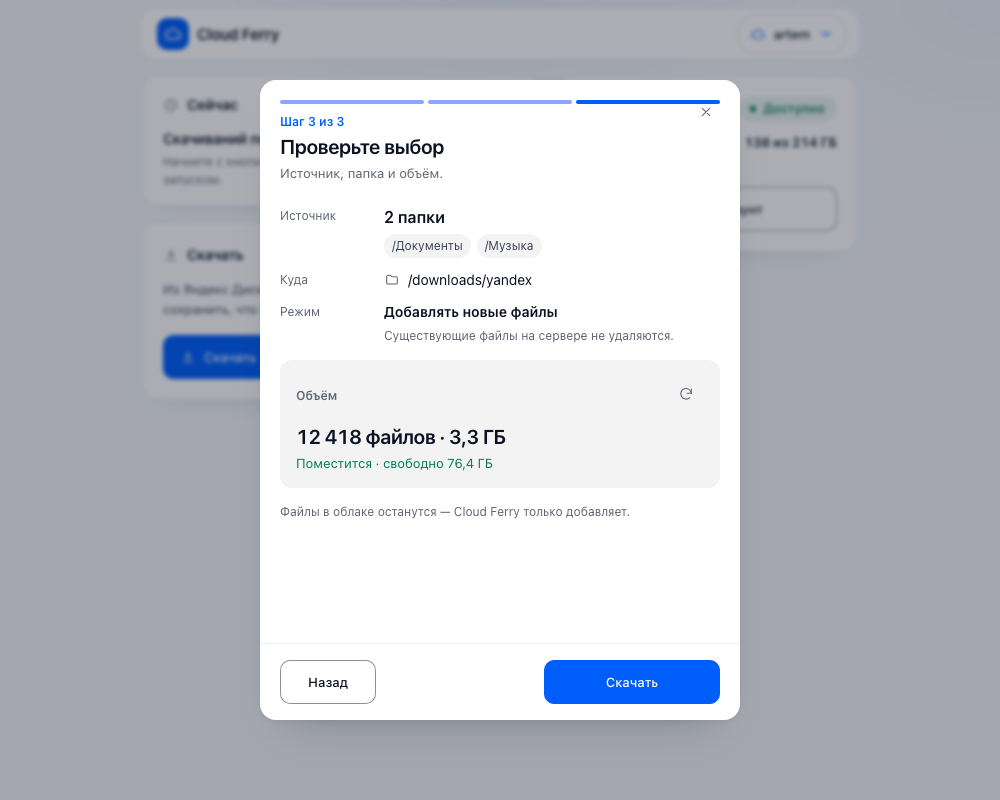 Cloud Ferry
artem
Сейчас
Доступно
138 из 214 ГБ
Скачать
Скачать
Шаг 3 из 3
Проверьте выбор
Источник, папка и объём.
Источник
2 папки
/Документы
/Музыка
Куда
/downloads/yandex
Режим
Добавлять новые файлы
Существующие файлы на сервере не удаляются.
Объём
12 418 файлов · 3,3 ГБ
Поместится · свободно 76,4 ГБ
Файлы в облаке останутся — Cloud Ferry только добавляет.
Назад
Скачать